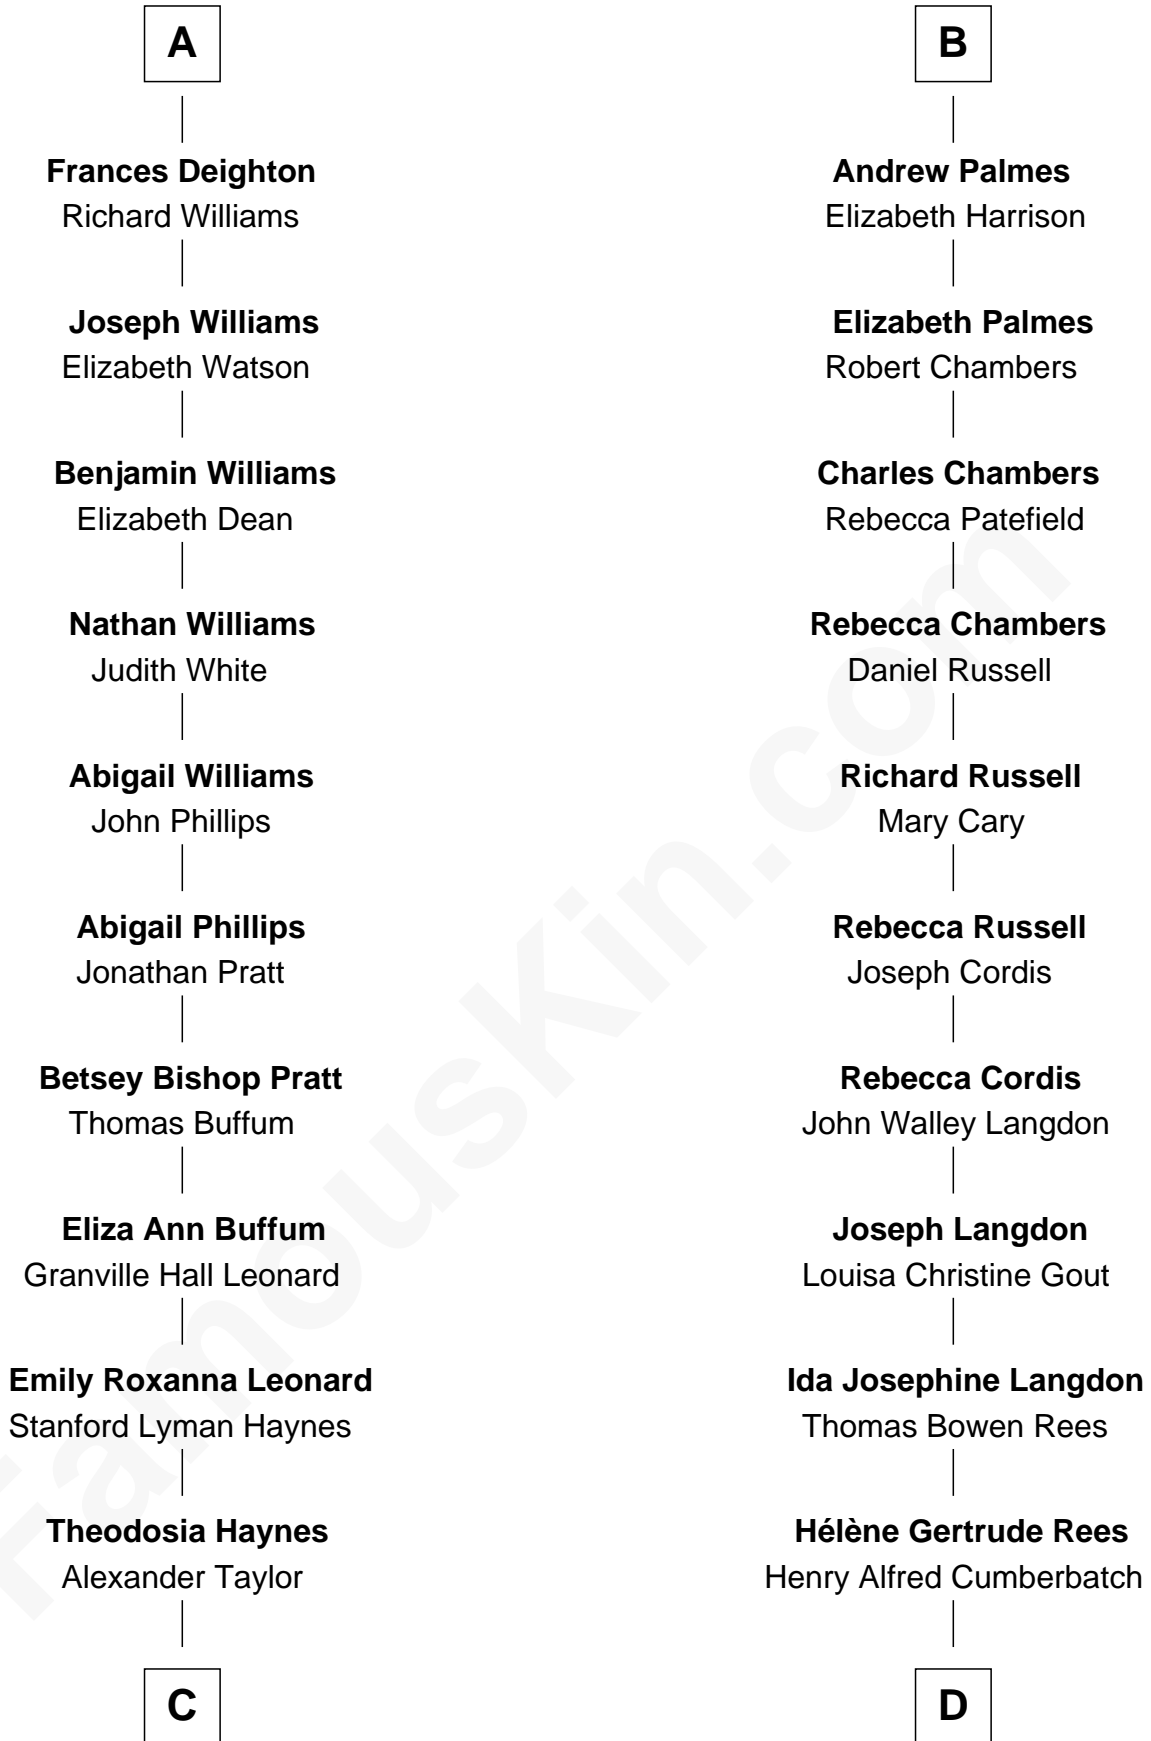 A
Frances Deighton
Richard Williams
Joseph Williams
Elizabeth Watson
Benjamin Williams
Elizabeth Dean
Nathan Williams
Judith White
Abigail Williams
John Phillips
Abigail Phillips
Jonathan Pratt
Betsey Bishop Pratt
Thomas Buffum
Eliza Ann Buffum
Granville Hall Leonard
Emily Roxanna Leonard
Stanford Lyman Haynes
Theodosia Haynes
Alexander Taylor
C
B
Andrew Palmes
Elizabeth Harrison
Elizabeth Palmes
Robert Chambers
Charles Chambers
Rebecca Patefield
Rebecca Chambers
Daniel Russell
Richard Russell
Mary Cary
Rebecca Russell
Joseph Cordis
Rebecca Cordis
John Walley Langdon
Joseph Langdon
Louisa Christine Gout
Ida Josephine Langdon
Thomas Bowen Rees
Hélène Gertrude Rees
Henry Alfred Cumberbatch
D
FamousKin.com